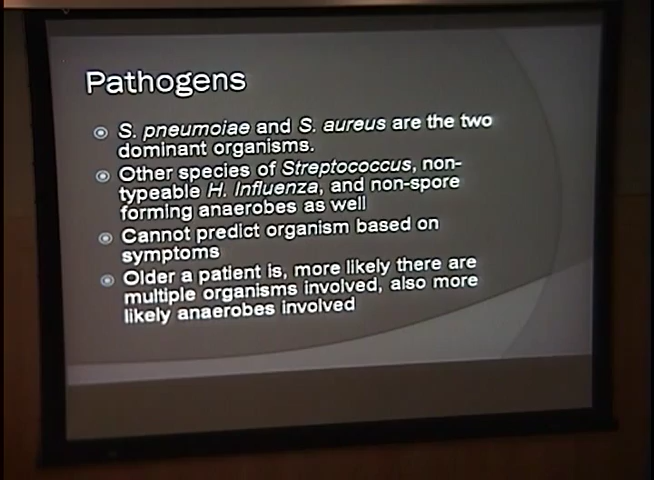 Pathogens
S. pneumoiae and S. aureus are the two
dominant organisms.
Other species of Streptococcus, non-
typeable H. Influenza, and non-spore
forming anaerobes as well
Cannot predict organism based on
symptoms
Older a patient is, more likely there are
multiple organisms involved, also more
likely anaerobes involved